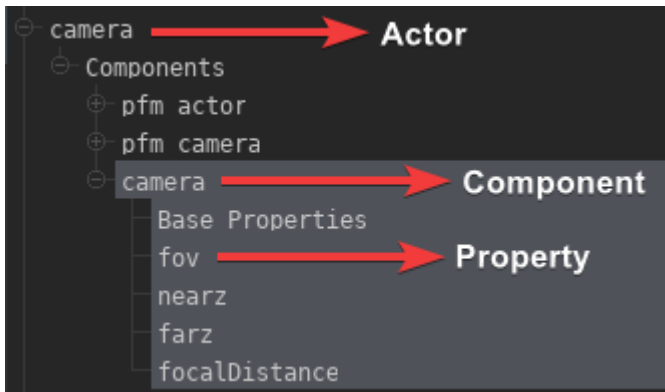 camera Actor
Components
pfm actor
pfm camera
camera Component
Base Properties
fov Property
nearz
farz
focalDistance